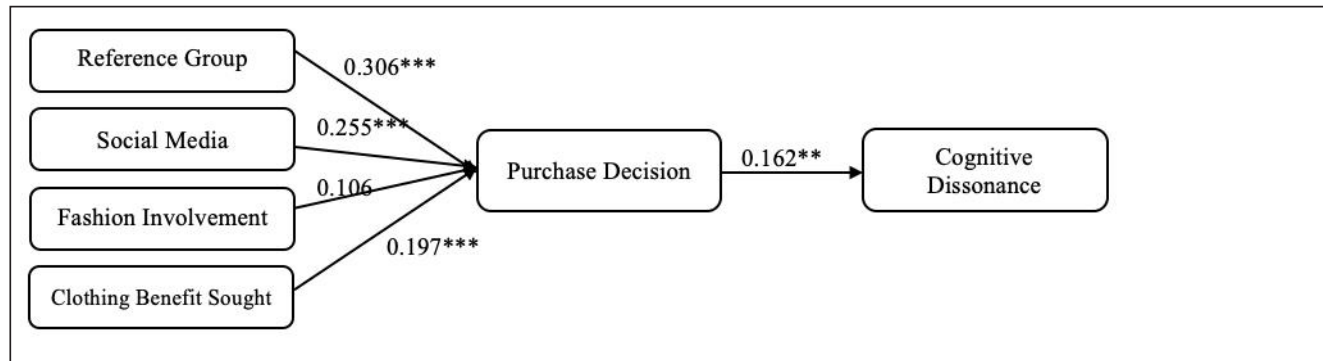 Reference Group
0.306***
Social Media
0.255***
Fashion Involvement
0.106
Clothing Benefit Sought
0.197***
Purchase Decision
0.162**
Cognitive
Dissonance